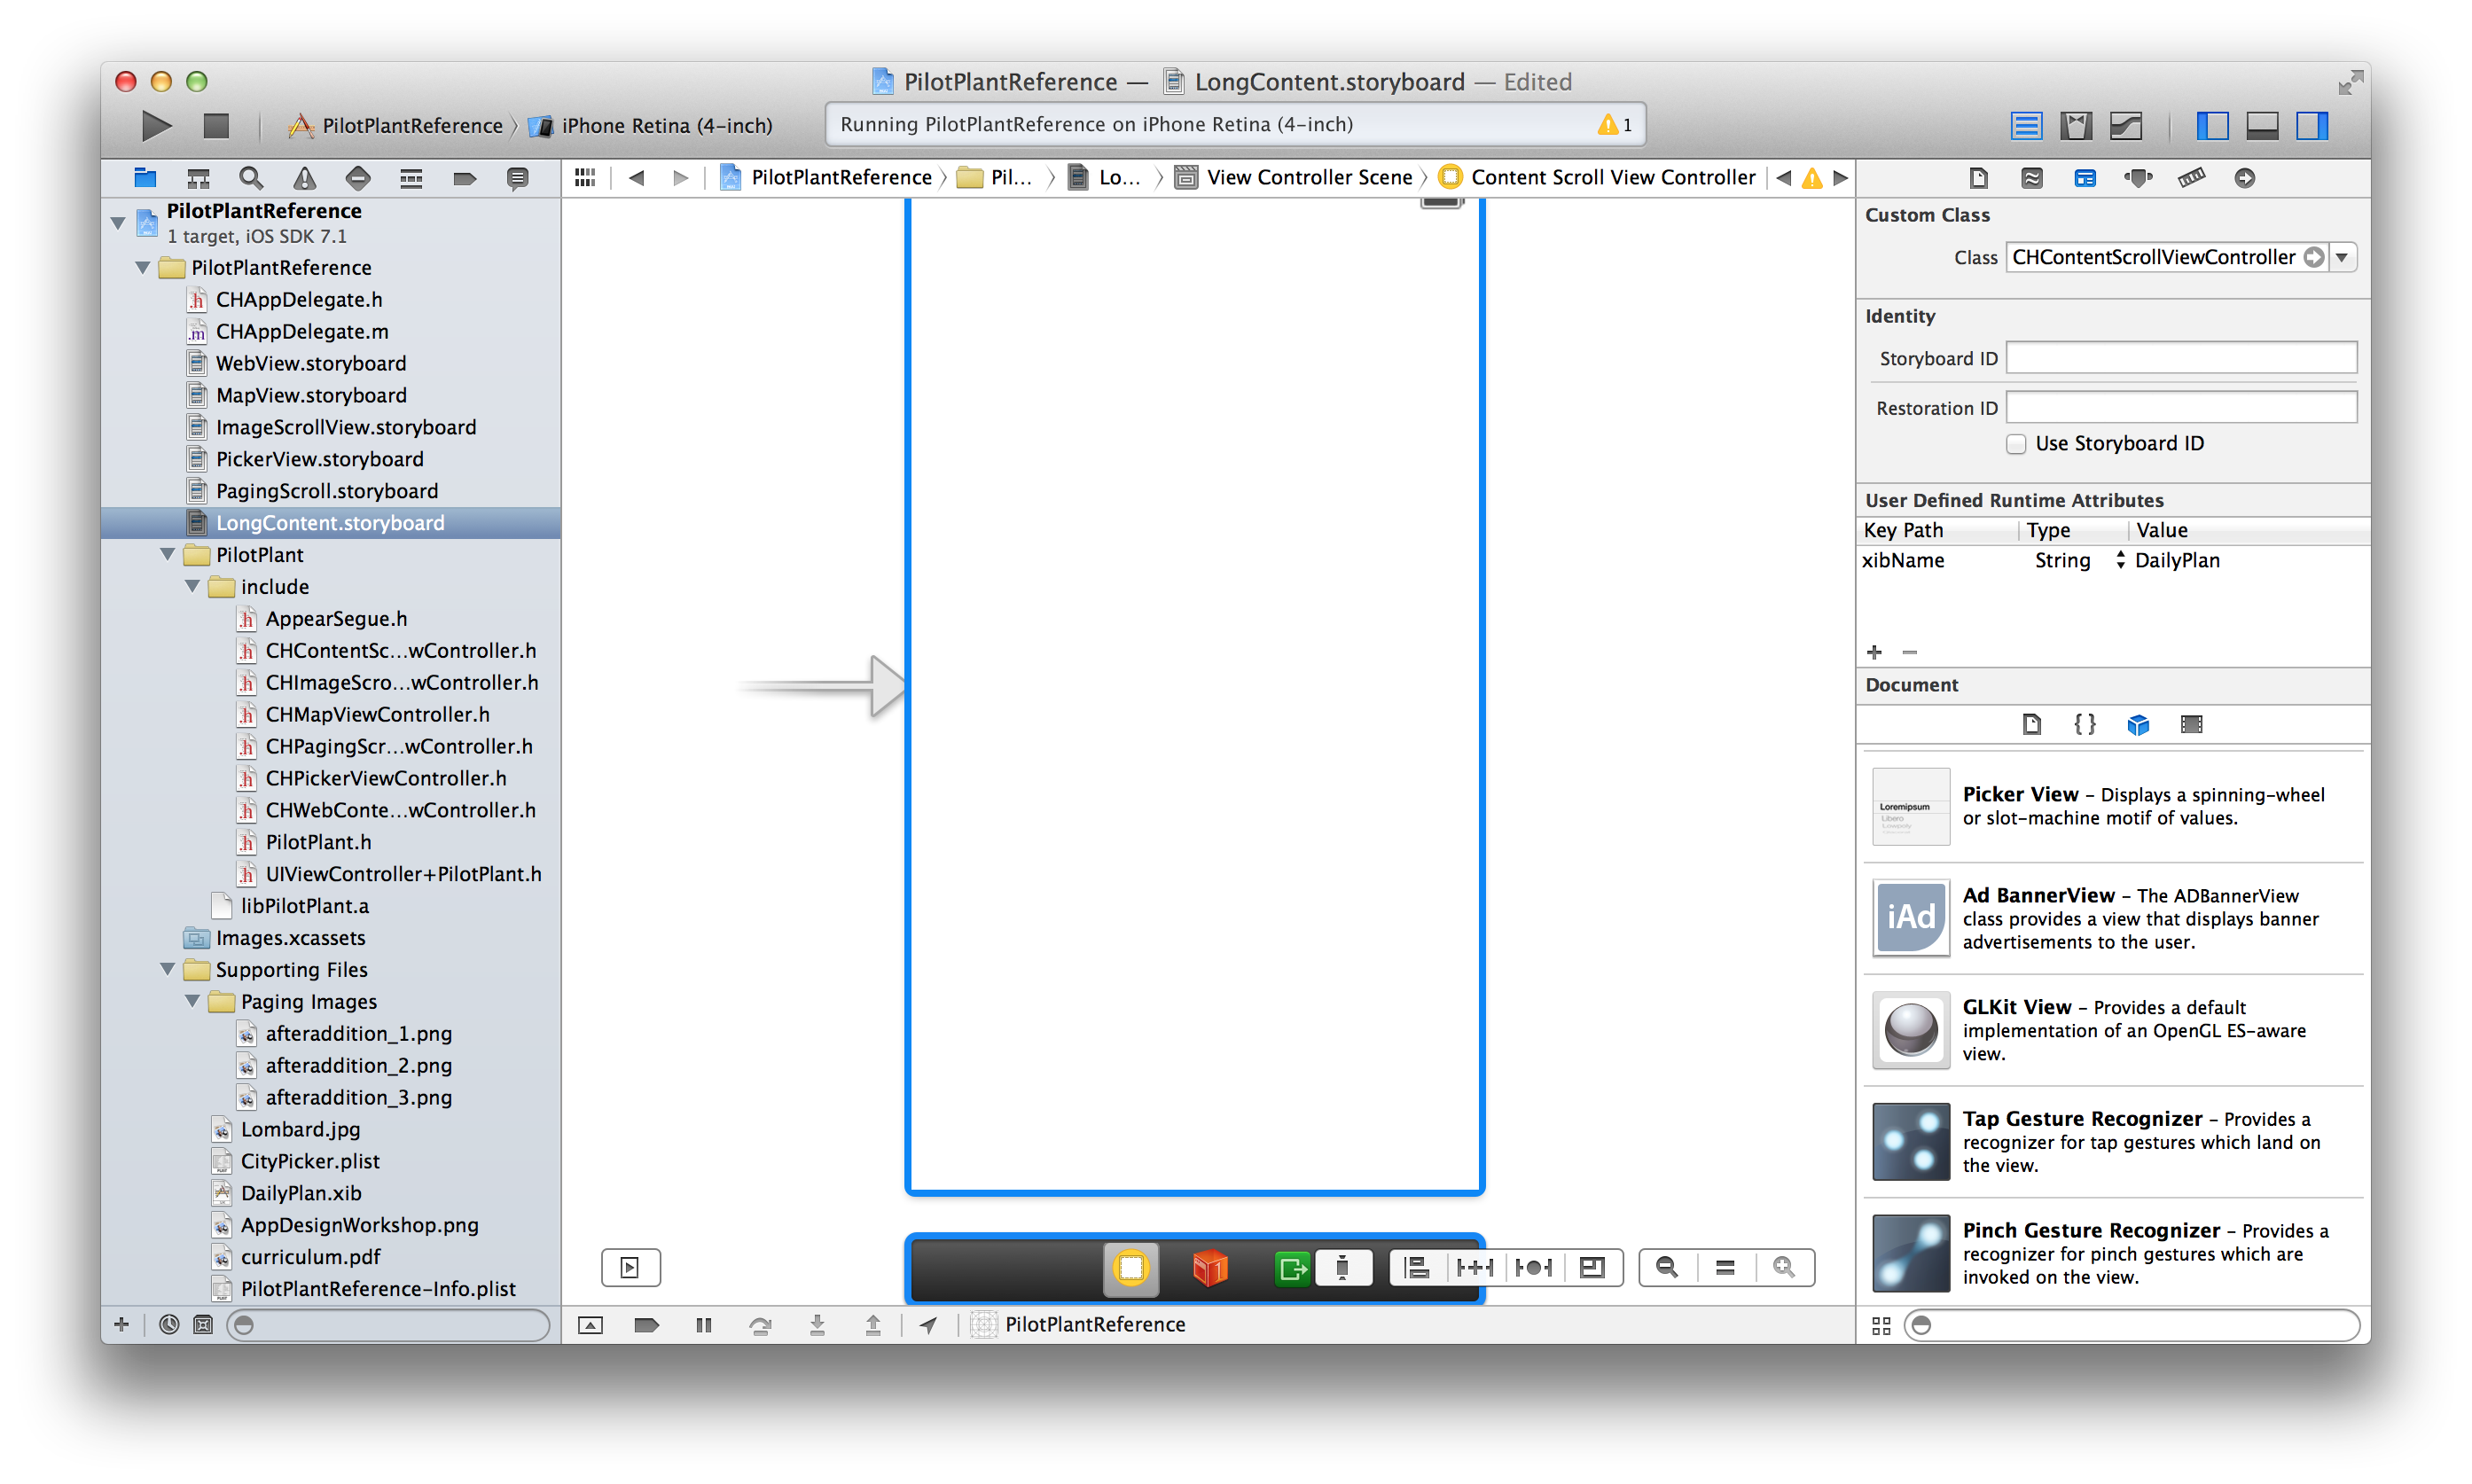 PilotPlantReference — LongContent.storyboard — Edited
PilotPlantReference
iPhone Retina (4-inch)
Running PilotPlantReference on iPhone Retina (4-inch)
1
PilotPlantReference
Pil...
Lo...
View Controller Scene
Content Scroll View Controller
PilotPlantReference
1 target, iOS SDK 7.1
PilotPlantReference
CHAppDelegate.h
CHAppDelegate.m
WebView.storyboard
MapView.storyboard
ImageScrollView.storyboard
PickerView.storyboard
PagingScroll.storyboard
LongContent.storyboard
PilotPlant
include
AppearSegue.h
CHContentSc...wController.h
CHImageScro...wController.h
CHMapViewController.h
CHPagingScr...wController.h
CHPickerViewController.h
CHWebConte...wController.h
PilotPlant.h
UIViewController+PilotPlant.h
libPilotPlant.a
Images.xcassets
Supporting Files
Paging Images
afteraddition_1.png
afteraddition_2.png
afteraddition_3.png
Lombard.jpg
CityPicker.plist
DailyPlan.xib
AppDesignWorkshop.png
curriculum.pdf
PilotPlantReference-Info.plist
PilotPlantReference
Custom Class
Class CHContentScrollViewController
Identity
Storyboard ID
Restoration ID
Use Storyboard ID
User Defined Runtime Attributes
Key Path Type Value
xibName String DailyPlan
Document
Loremipsum
Libero
Picker View – Displays a spinning-wheel
or slot-machine motif of values.
iAd
Ad BannerView – The ADBannerView
class provides a view that displays banner
advertisements to the user.
GLKit View – Provides a default
implementation of an OpenGL ES-aware
view.
Tap Gesture Recognizer – Provides a
recognizer for tap gestures which land on
the view.
Pinch Gesture Recognizer – Provides a
recognizer for pinch gestures which are
invoked on the view.